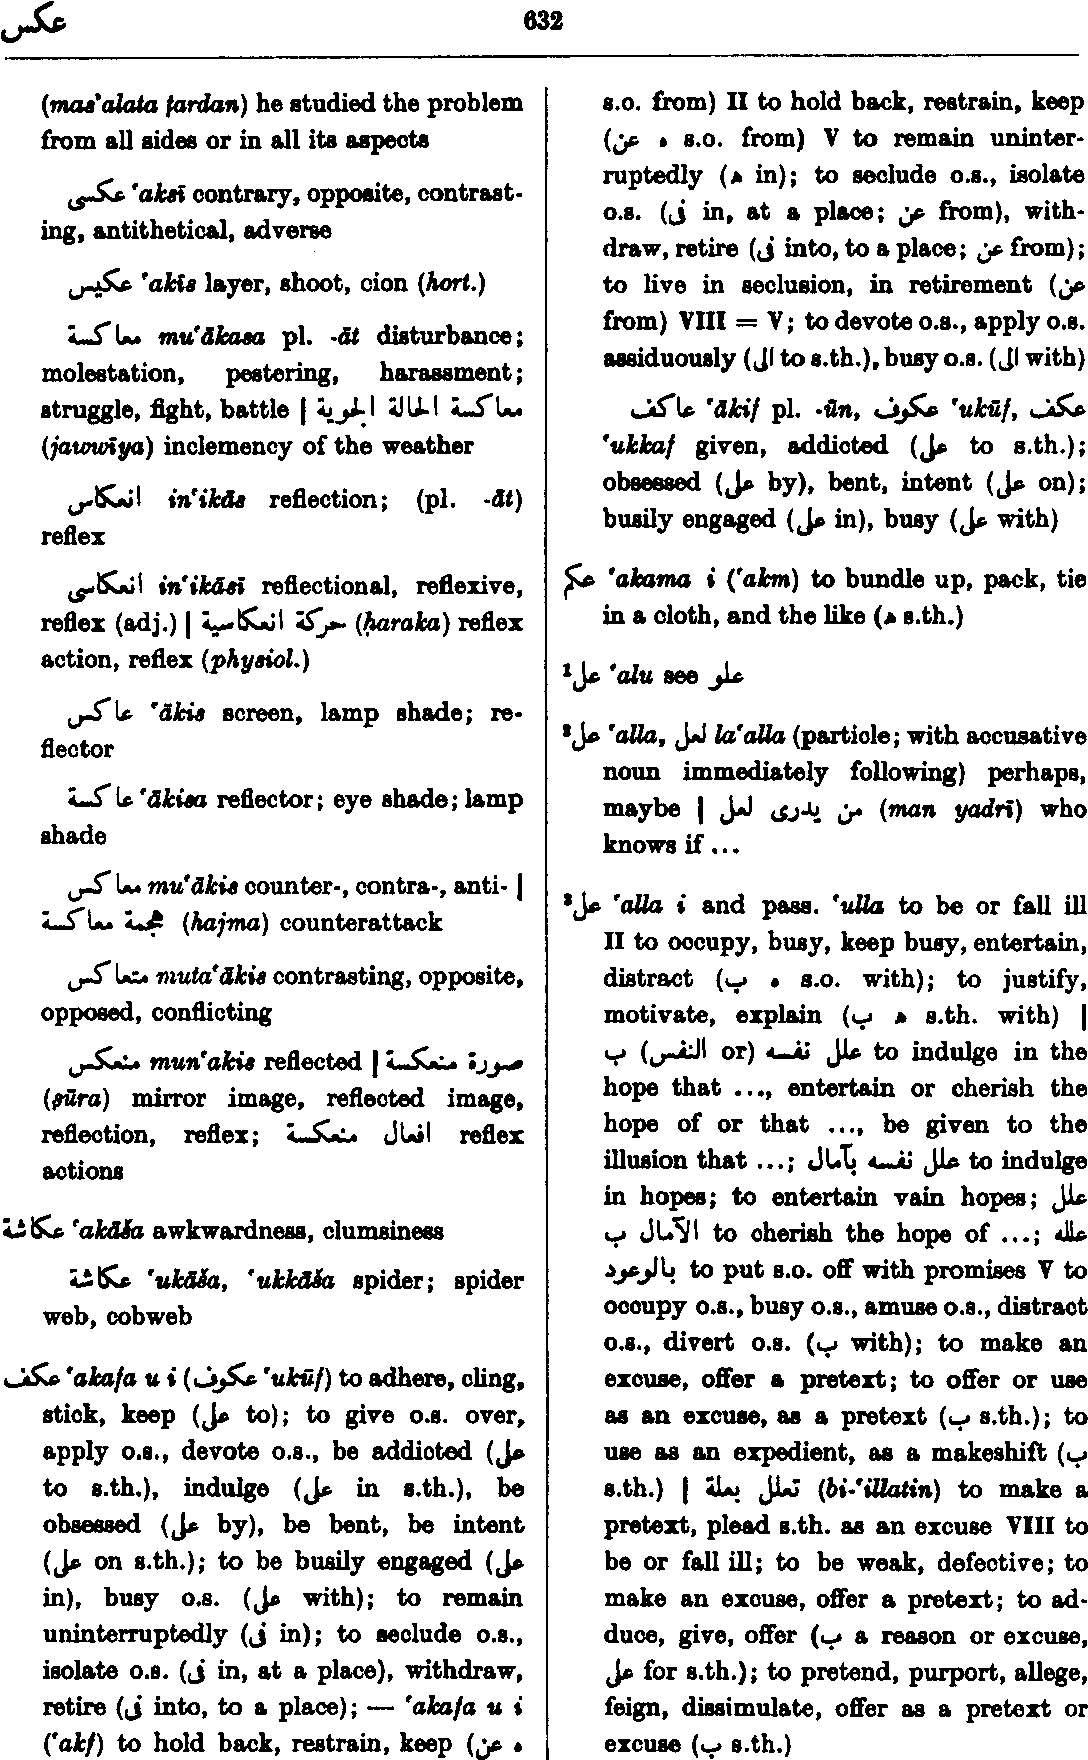 عكس
632
(mas'alata ṭardan) he studied the problem
from all sides or in all its aspects
عكسى ‘aksī contrary, opposite, contrast-
ing, antithetical, adverse
عكيس ‘akīs layer, shoot, cion (hort.)
معاكسة mu‘ākasa pl. -āt disturbance;
molestation, pestering, harassment;
struggle, fight, battle | معاكسة الحالة الجوية
(jawwīya) inclemency of the weather
انعكاس in‘ikās reflection; (pl. -āt)
reflex
انعكاسى in‘ikāsī reflectional, reflexive,
reflex (adj.) | حركة انعكاسية (ḥaraka) reflex
action, reflex (physiol.)
عاكس ‘ākis screen, lamp shade; re-
flector
عاكسة ‘ākisa reflector; eye shade; lamp
shade
معاكس mu‘ākis counter-, contra-, anti- |
هجمة معاكسة (hajma) counterattack
متعاكس muta‘ākis contrasting, opposite,
opposed, conflicting
منعكس mun‘akis reflected | صورة منعكسة
(ṣūra) mirror image, reflected image,
reflection, reflex; افعال منعكسة reflex
actions
عكاشة ‘akāša awkwardness, clumsiness
عكاشة ‘ukāša, ‘ukkāša spider; spider
web, cobweb
عكف ‘akafa u i (عكوف ‘ukūf) to adhere, cling,
stick, keep (على to); to give o.s. over,
apply o.s., devote o.s., be addicted (على
to s.th.), indulge (على in s.th.), be
obsessed (على by), be bent, be intent
(على on s.th.); to be busily engaged (على
in), busy o.s. (على with); to remain
uninterruptedly (فى in); to seclude o.s.,
isolate o.s. (فى in, at a place), withdraw,
retire (فى into, to a place); — ‘akafa u i
(‘akf) to hold back, restrain, keep (ه عن
s.o. from) II to hold back, restrain, keep
(ه عن s.o. from) V to remain uninter-
ruptedly (ه in); to seclude o.s., isolate
o.s. (فى in, at a place; عن from), with-
draw, retire (فى into, to a place; عن from);
to live in seclusion, in retirement (عن
from) VIII = V; to devote o.s., apply o.s.
assiduously (الى to s.th.), busy o.s. (الى with)
عاكف ‘ākif pl. -ūn, عكوف ‘ukūf, عكف
‘ukkaf given, addicted (على to s.th.);
obsessed (على by), bent, intent (على on);
busily engaged (على in), busy (على with)
عكم ‘akama i (‘akm) to bundle up, pack, tie
in a cloth, and the like (ه s.th.)
¹عل ‘alu see علو
²عل ‘alla, لعل la‘alla (particle; with accusative
noun immediately following) perhaps,
maybe | من يدرى لعل (man yadrī) who
knows if ...
³عل ‘alla i and pass. ‘ulla to be or fall ill
II to occupy, busy, keep busy, entertain,
distract (ه ب s.o. with); to justify,
motivate, explain (ه ب s.th. with) |
علل نفسه (or النفس) ب to indulge in the
hope that ..., entertain or cherish the
hope of or that ..., be given to the
illusion that ...; علل نفسه بآمال to indulge
in hopes; to entertain vain hopes; علل
الآمال ب to cherish the hope of ...; علله
بالوعود to put s.o. off with promises V to
occupy o.s., busy o.s., amuse o.s., distract
o.s., divert o.s. (ب with); to make an
excuse, offer a pretext; to offer or use
as an excuse, as a pretext (ب s.th.); to
use as an expedient, as a makeshift (ب
s.th.) | تعلل بعلة (bi-‘illatin) to make a
pretext, plead s.th. as an excuse VIII to
be or fall ill; to be weak, defective; to
make an excuse, offer a pretext; to ad-
duce, give, offer (ب a reason or excuse,
على for s.th.); to pretend, purport, allege,
feign, dissimulate, offer as a pretext or
excuse (ب s.th.)